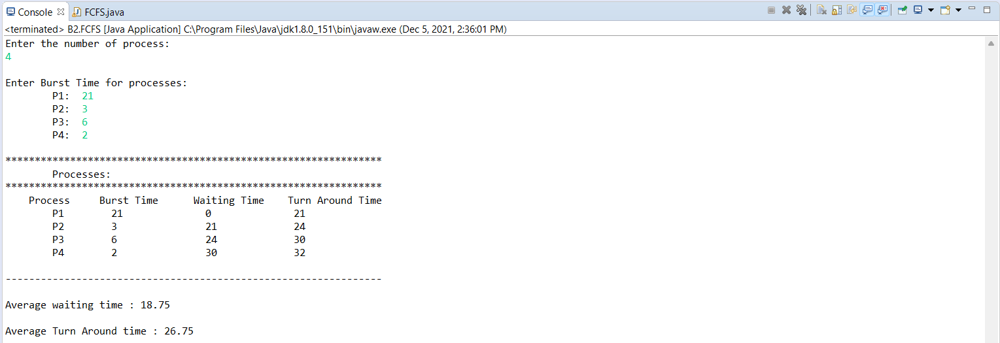 Console FCFS.java
<terminated> B2.FCFS [Java Application] C:\Program Files\Java\jdk1.8.0_151\bin\javaw.exe (Dec 5, 2021, 2:36:01 PM)
Enter the number of process:
4
Enter Burst Time for processes:
P1: 21
P2: 3
P3: 6
P4: 2
****************************************************************
Processes:
****************************************************************
Process Burst Time Waiting Time Turn Around Time
P1 21 0 21
P2 3 21 24
P3 6 24 30
P4 2 30 32
----------------------------------------------------------------
Average waiting time : 18.75
Average Turn Around time : 26.75